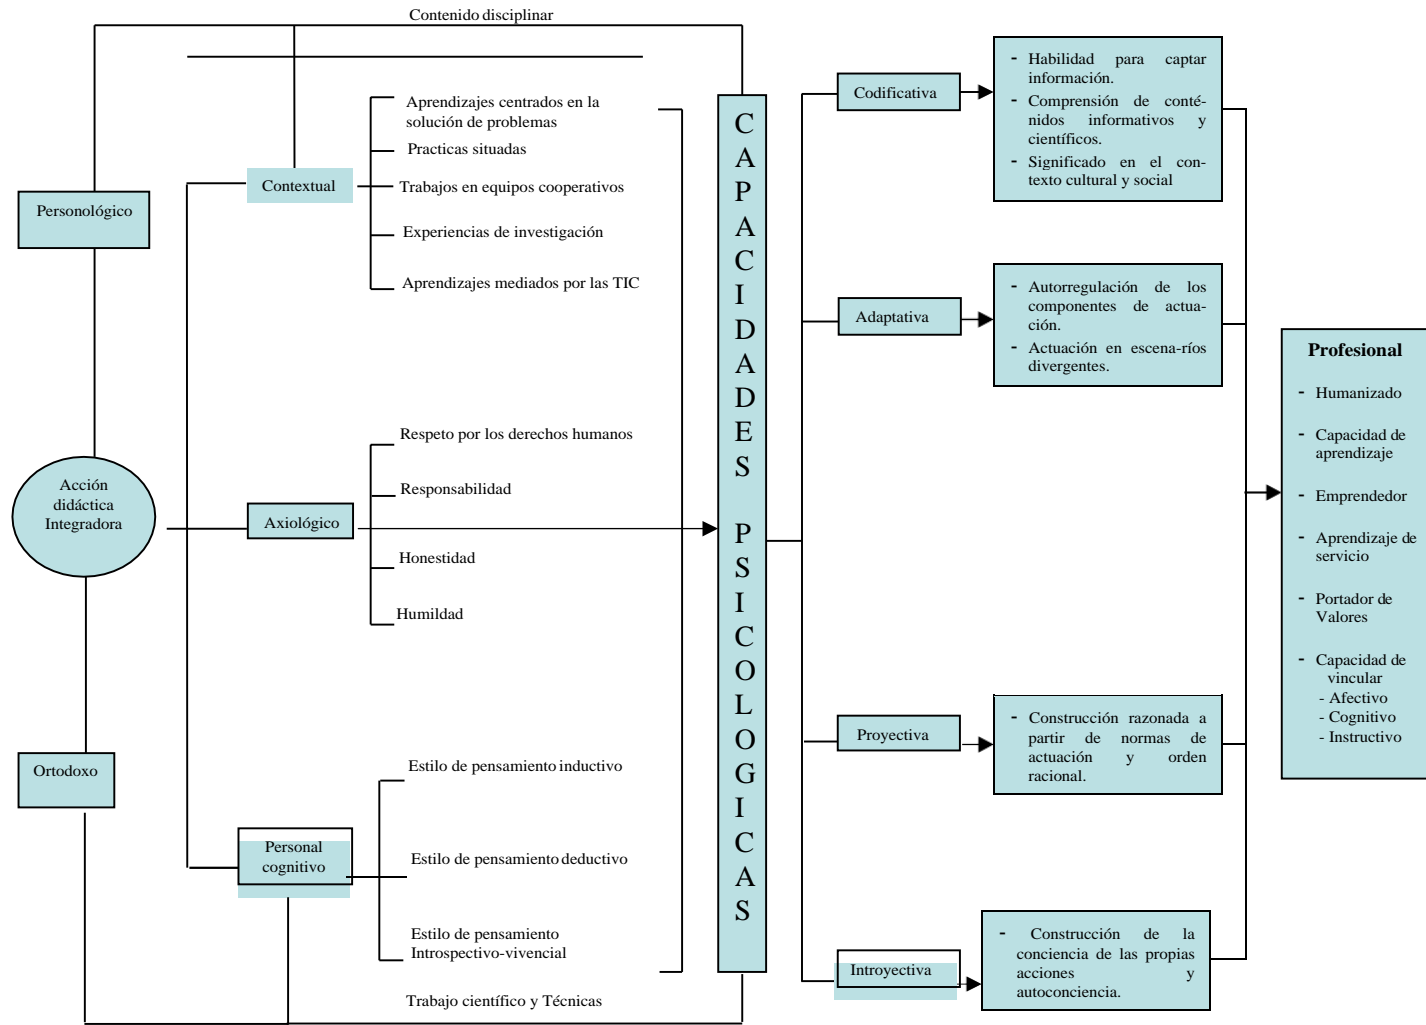 Contenido disciplinar
Personológico
Acción
didáctica
Integradora
Ortodoxo
Contextual
Aprendizajes centrados en la
solución de problemas
Practicas situadas
Trabajos en equipos cooperativos
Experiencias de investigación
Aprendizajes mediados por las TIC
Axiológico
Respeto por los derechos humanos
Responsabilidad
Honestidad
Humildad
Personal
cognitivo
Estilo de pensamiento inductivo
Estilo de pensamiento deductivo
Estilo de pensamiento
Introspectivo-vivencial
Trabajo científico y Técnicas
CAPACIDADES PSICOLOGICAS
Codificativa
- Habilidad para captar
información.
- Comprensión de conté-
nidos informativos y
científicos.
- Significado en el con-
texto cultural y social
Adaptativa
- Autorregulación de los
componentes de actua-
ción.
- Actuación en escena-ríos
divergentes.
Proyectiva
- Construcción razonada a
partir de normas de
actuación y orden
racional.
Introyectiva
- Construcción de la
conciencia de las propias
acciones y
autoconciencia.
Profesional
- Humanizado
- Capacidad de
aprendizaje
- Emprendedor
- Aprendizaje de
servicio
- Portador de
Valores
- Capacidad de
vincular
- Afectivo
- Cognitivo
- Instructivo